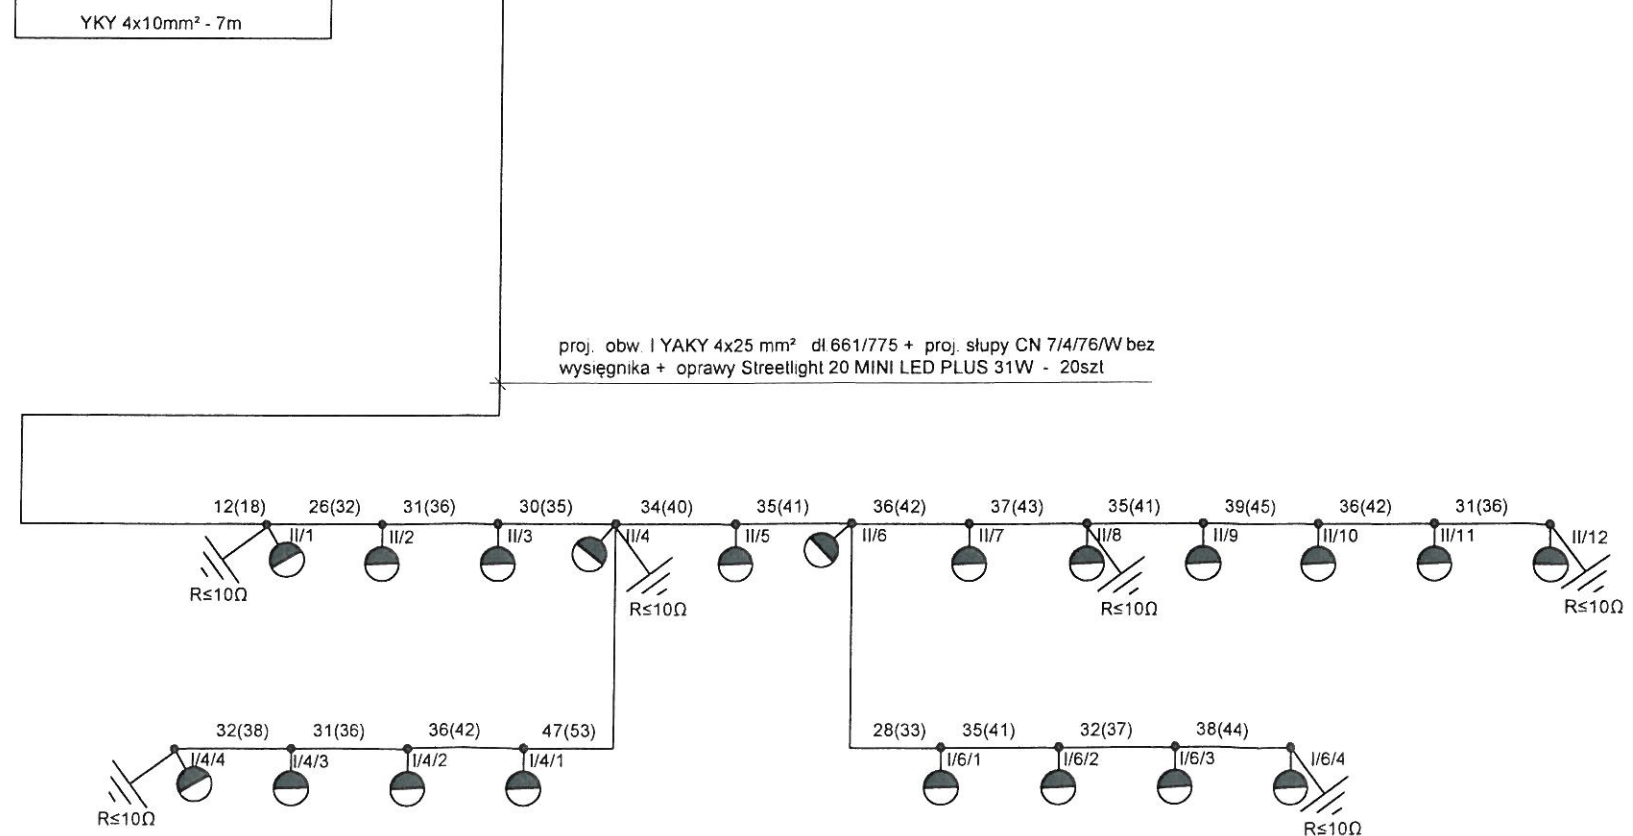 YKY 4x10mm² - 7m
proj. obw. I YAKY 4x25 mm² dł.661/775 + proj. słupy CN 7/4/76/W bez
wysięgnika + oprawy Streetlight 20 MINI LED PLUS 31W - 20szt
12(18) 26(32) 31(36) 30(35) 34(40) 35(41) 36(42) 37(43) 35(41) 39(45) 36(42) 31(36)
II/1 II/2 II/3 II/4 II/5 II/6 II/7 II/8 II/9 II/10 II/11 II/12
R≤10Ω R≤10Ω R≤10Ω R≤10Ω
32(38) 31(36) 36(42) 47(53) 28(33) 35(41) 32(37) 38(44)
I/4/4 I/4/3 I/4/2 I/4/1 I/6/1 I/6/2 I/6/3 I/6/4
R≤10Ω R≤10Ω